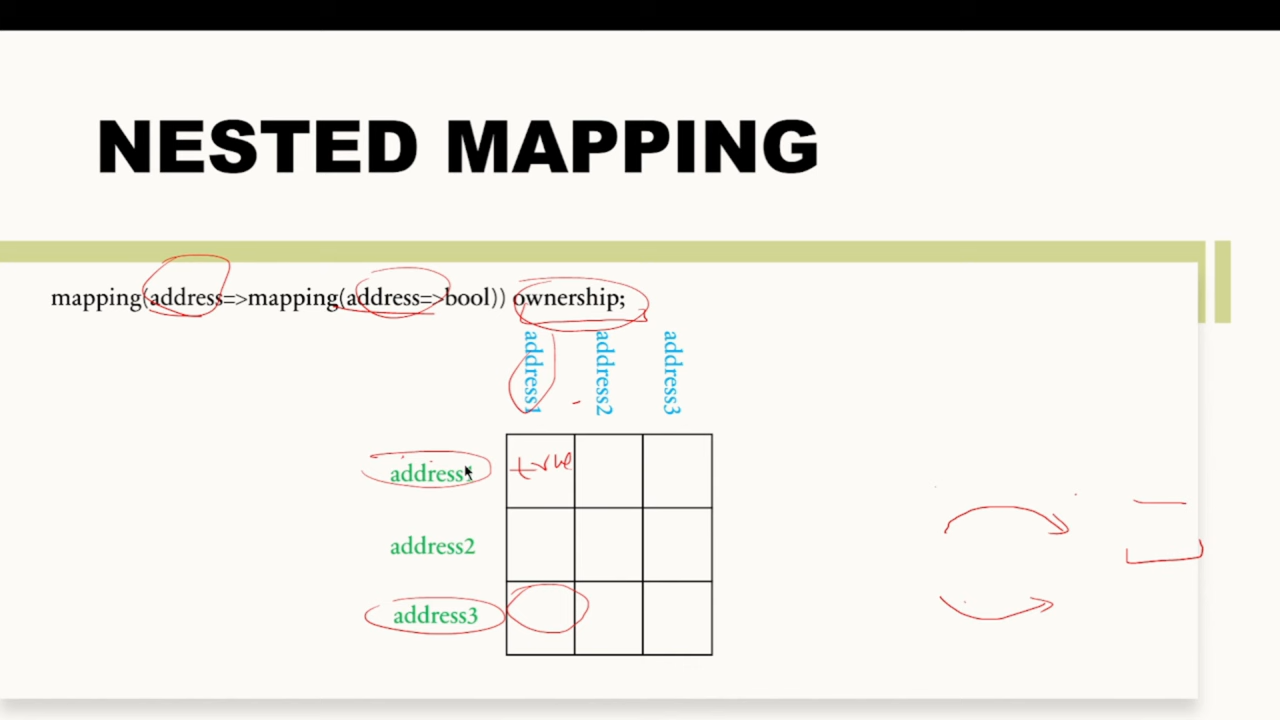 NESTED MAPPING
mapping(address=>mapping(address=>bool)) ownership;
address1
address2
address3
address1
true
address2
address3